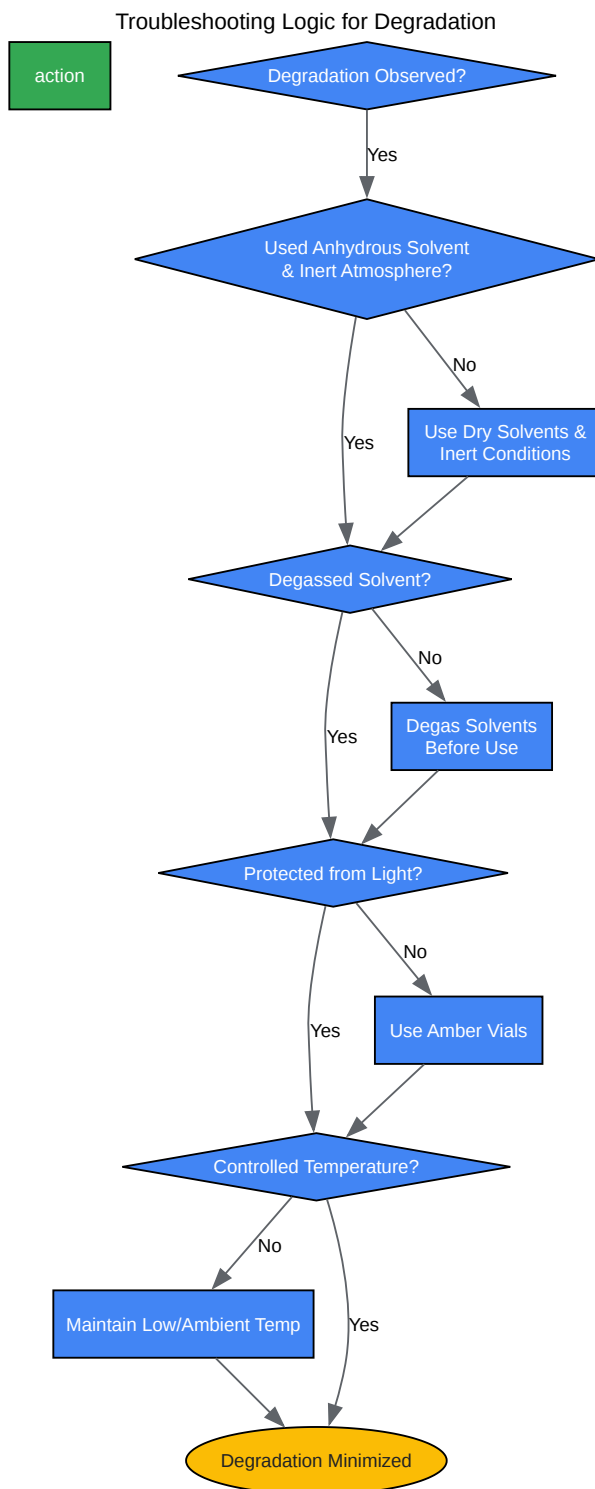 Troubleshooting Logic for Degradation
action
Degradation Observed?
Yes
Used Anhydrous Solvent
& Inert Atmosphere?
No
Yes
Use Dry Solvents &
Inert Conditions
Degassed Solvent?
No
Yes
Degas Solvents
Before Use
Protected from Light?
No
Yes
Use Amber Vials
Controlled Temperature?
No
Yes
Maintain Low/Ambient Temp
Degradation Minimized